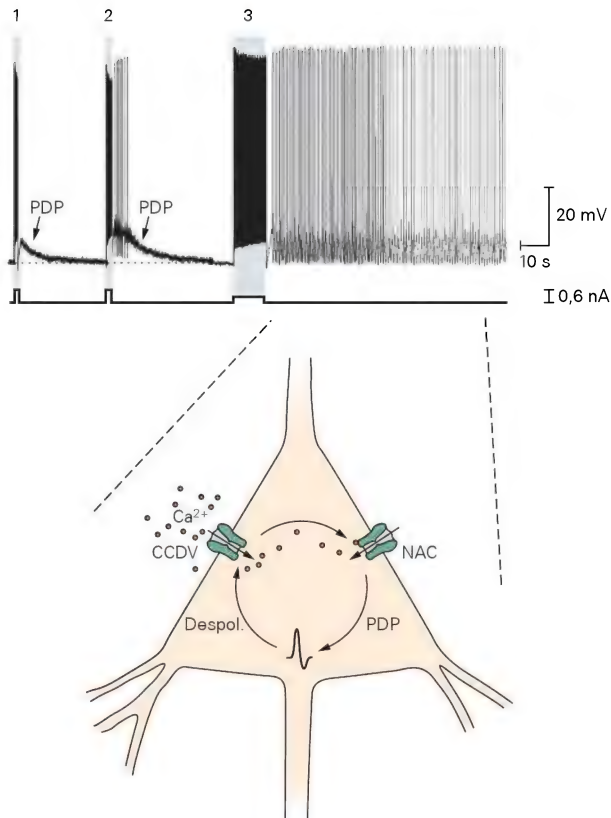 1 2 3
PDP PDP
20 mV
10 s
0,6 nA
Ca²⁺
CCDV NAC
Despol. PDP